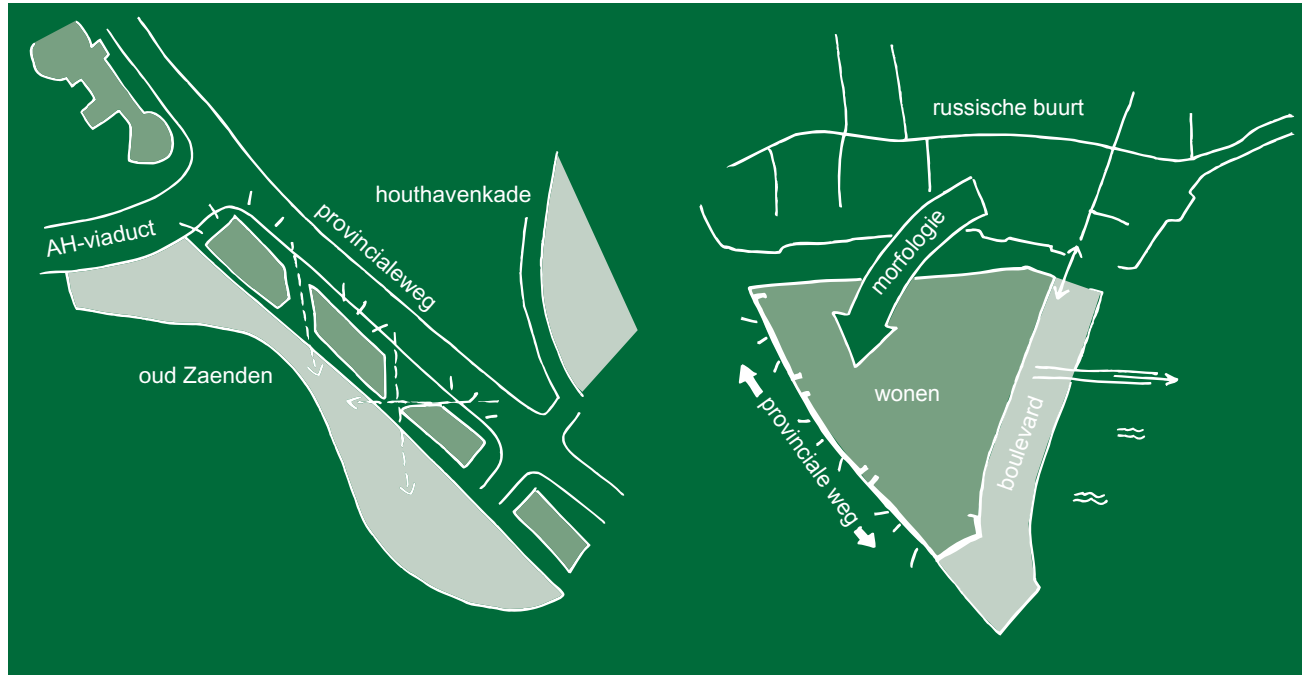 houthavenkade
provincialeweg
AH-viaduct
oud Zaenden
russische buurt
morfologie
wonen
provinciale weg
boulevard